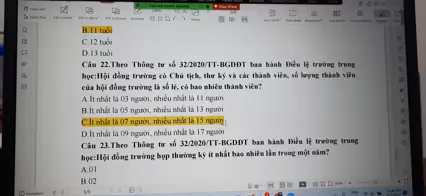 B.11 tuổi
C.12 tuổi
D.13 tuổi
Câu 22.Theo Thông tư số 32/2020/TT-BGDĐT ban hành Điều lệ trường trung
học:Hội đồng trường có Chủ tịch, thư ký và các thành viên, số lượng thành viên
của hội đồng trường là số lẻ, có bao nhiêu thành viên?
A.Ít nhất là 03 người, nhiều nhất là 11 người
B.Ít nhất là 05 người, nhiều nhất là 13 người
C.Ít nhất là 07 người, nhiều nhất là 15 người
D.Ít nhất là 09 người, nhiều nhất là 17 người
Câu 23.Theo Thông tư số 32/2020/TT-BGDĐT ban hành Điều lệ trường trung
học:Hội đồng trường họp thường kỳ ít nhất bao nhiêu lần trong một năm?
A.01
B.02